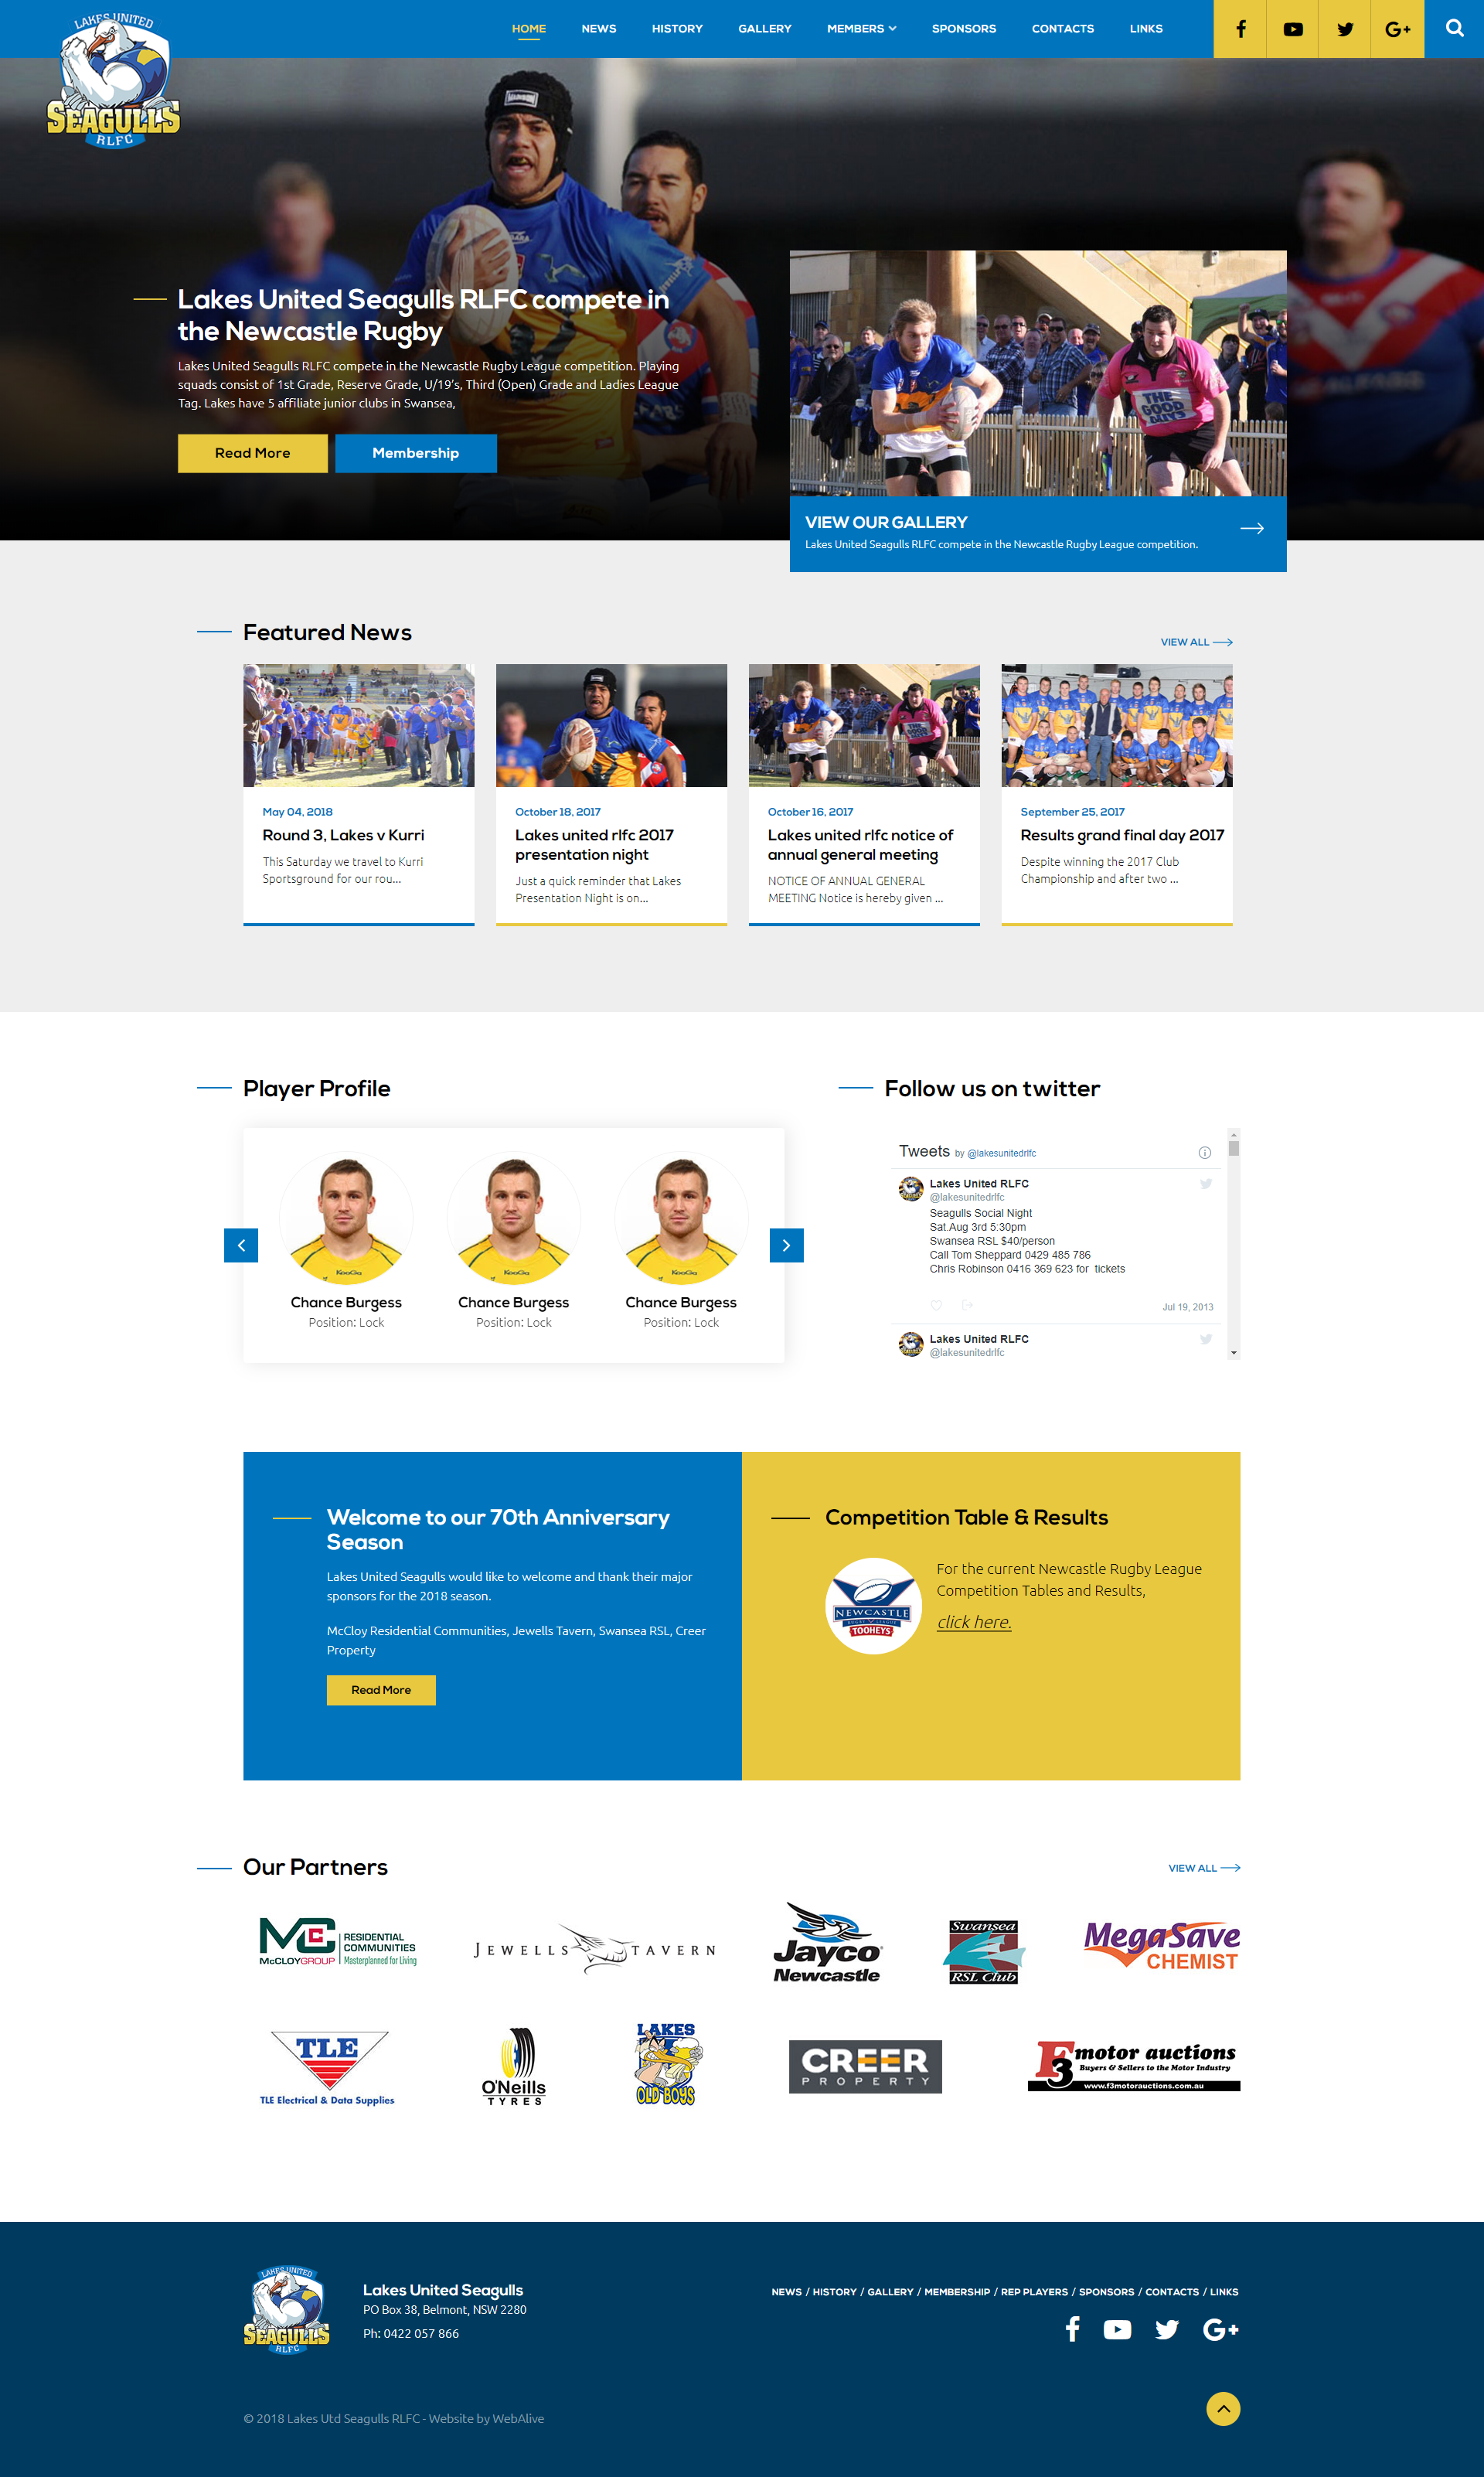 LAKES UNITED
SEAGULLS
RLFC
HOME
NEWS
HISTORY
GALLERY
MEMBERS
SPONSORS
CONTACTS
LINKS
Lakes United Seagulls RLFC compete in
the Newcastle Rugby
Lakes United Seagulls RLFC compete in the Newcastle Rugby League competition. Playing
squads consist of 1st Grade, Reserve Grade, U/19's, Third (Open) Grade and Ladies League
Tag. Lakes have 5 affiliate junior clubs in Swansea,
Read More
Membership
THE
GOOD
GUYS
VIEW OUR GALLERY
Lakes United Seagulls RLFC compete in the Newcastle Rugby League competition.
Featured News
VIEW ALL
May 04, 2018
Round 3, Lakes v Kurri
This Saturday we travel to Kurri
Sportsground for our rou...
October 18, 2017
Lakes united rlfc 2017
presentation night
Just a quick reminder that Lakes
Presentation Night is on...
October 16, 2017
Lakes united rlfc notice of
annual general meeting
NOTICE OF ANNUAL GENERAL
MEETING Notice is hereby given ...
September 25, 2017
Results grand final day 2017
Despite winning the 2017 Club
Championship and after two ...
Player Profile
KooGa
Chance Burgess
Position: Lock
KooGa
Chance Burgess
Position: Lock
KooGa
Chance Burgess
Position: Lock
Follow us on twitter
Tweets by @lakesunitedrlfc
Lakes United RLFC
@lakesunitedrlfc
Seagulls Social Night
Sat.Aug 3rd 5:30pm
Swansea RSL $40/person
Call Tom Sheppard 0429 485 786
Chris Robinson 0416 369 623 for tickets
Jul 19, 2013
Lakes United RLFC
@lakesunitedrlfc
Welcome to our 70th Anniversary
Season
Lakes United Seagulls would like to welcome and thank their major
sponsors for the 2018 season.
McCloy Residential Communities, Jewells Tavern, Swansea RSL, Creer
Property
Read More
Competition Table & Results
NEWCASTLE
RUGBY LEAGUE
TOOHEYS
For the current Newcastle Rugby League
Competition Tables and Results,
click here.
Our Partners
VIEW ALL
MCC
McCLOYGROUP
RESIDENTIAL
COMMUNITIES
Masterplanned for Living
JEWELLS TAVERN
Jayco
Newcastle
Swansea
RSL Club
MegaSave
CHEMIST
TLE
TLE Electrical & Data Supplies
O'Neills
TYRES
LAKES
OLD BOYS
CREER
PROPERTY
F3 motor auctions
Buyers & Sellers to the Motor Industry
www.f3motorauctions.com.au
LAKES UNITED
SEAGULLS
RLFC
Lakes United Seagulls
PO Box 38, Belmont, NSW 2280
Ph: 0422 057 866
NEWS / HISTORY / GALLERY / MEMBERSHIP / REP PLAYERS / SPONSORS / CONTACTS / LINKS
© 2018 Lakes Utd Seagulls RLFC - Website by WebAlive